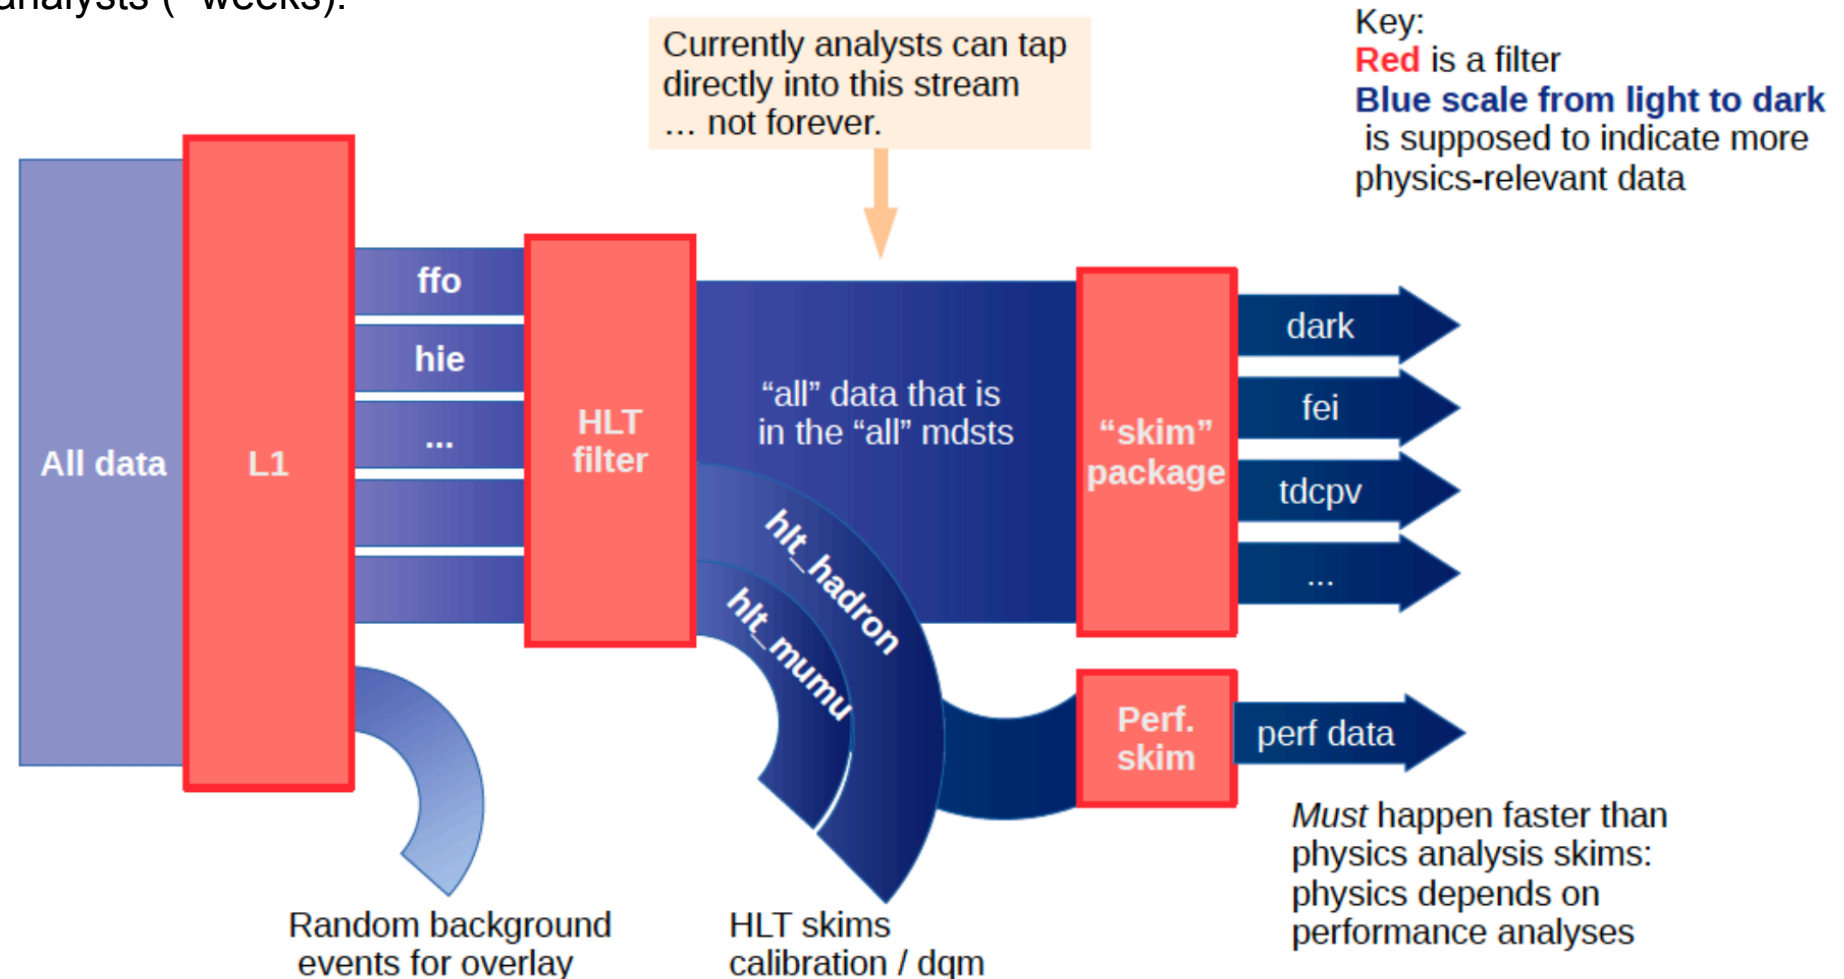 analysts (~weeks).
Currently analysts can tap
directly into this stream
... not forever.
Key:
Red is a filter
Blue scale from light to dark
is supposed to indicate more
physics-relevant data
All data
L1
ffo
hie
...
HLT
filter
“all” data that is
in the “all” mdsts
hlt_hadron
hlt_mumu
“skim”
package
dark
fei
tdcpv
...
Perf.
skim
perf data
Must happen faster than
physics analysis skims:
physics depends on
performance analyses
Random background
events for overlay
HLT skims
calibration / dqm